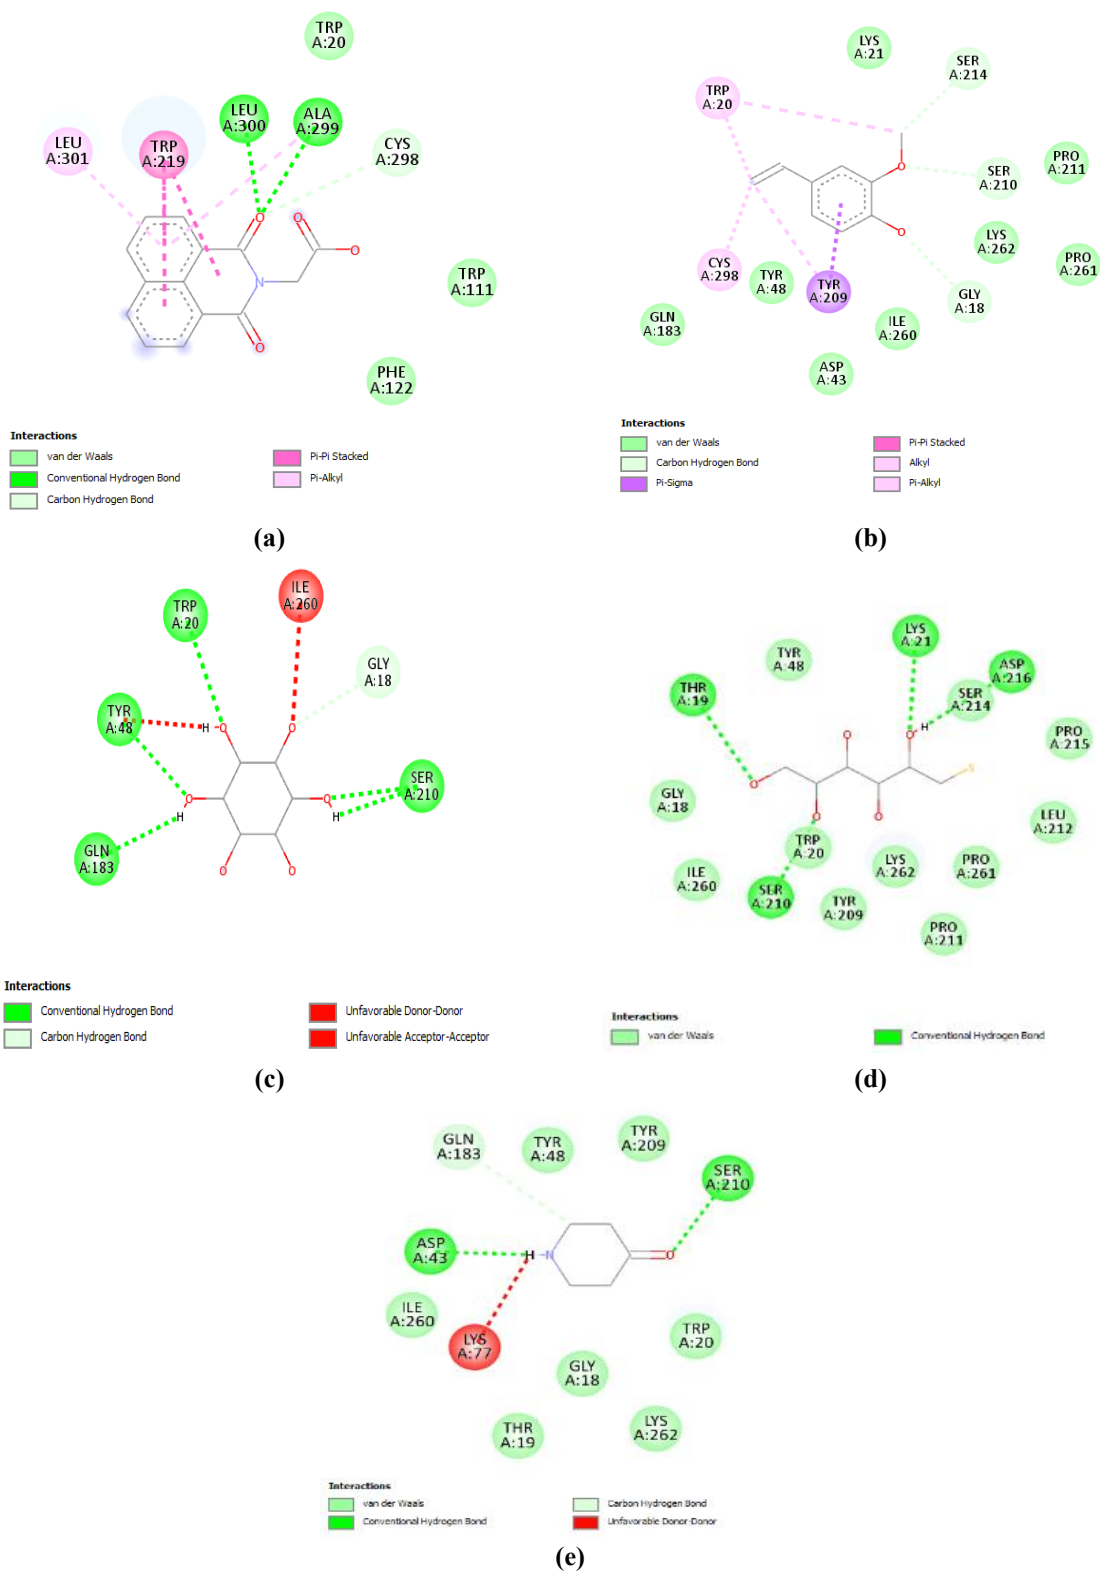 TRP
A:20
LEU
A:300
ALA
A:299
LEU
A:301
TRP
A:219
CYS
A:298
O
O
O
N
TRP
A:111
O
PHE
A:122
Interactions
van der Waals
Conventional Hydrogen Bond
Carbon Hydrogen Bond
Pi-Pi Stacked
Pi-Alkyl
(a)
LYS
A:21
SER
A:214
TRP
A:20
PRO
A:211
O
SER
A:210
O
LYS
A:262
PRO
A:261
CYS
A:298
TYR
A:48
TYR
A:209
GLY
A:18
GLN
A:183
ILE
A:260
ASP
A:43
Interactions
van der Waals
Carbon Hydrogen Bond
Pi-Sigma
Pi-Pi Stacked
Alkyl
Pi-Alkyl
(b)
ILE
A:260
TRP
A:20
GLY
A:18
TYR
A:48
H
O
O
SER
A:210
O
H
O
H
GLN
A:183
O
O
Interactions
Conventional Hydrogen Bond
Carbon Hydrogen Bond
Unfavorable Donor-Donor
Unfavorable Acceptor-Acceptor
(c)
LYS
A:21
TYR
A:48
ASP
A:216
THR
A:19
SER
A:214
PRO
A:215
O
O
H
S
O
GLY
A:18
O
O
LEU
A:212
TRP
A:20
LYS
A:262
PRO
A:261
ILE
A:260
SER
A:210
TYR
A:209
PRO
A:211
Interactions
van der Waals
Conventional Hydrogen Bond
(d)
GLN
A:183
TYR
A:48
TYR
A:209
SER
A:210
ASP
A:43
H
N
O
ILE
A:260
LYS
A:77
TRP
A:20
GLY
A:18
THR
A:19
LYS
A:262
Interactions
van der Waals
Conventional Hydrogen Bond
Carbon Hydrogen Bond
Unfavorable Donor-Donor
(e)